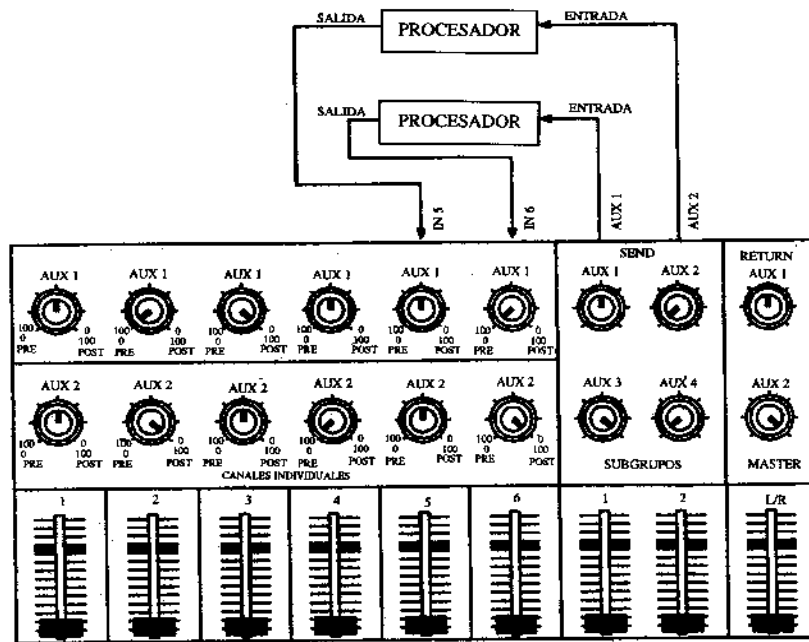 SALIDA PROCESADOR ENTRADA
SALIDA PROCESADOR ENTRADA
IN 5 IN 6 AUX 1 AUX 2
SEND RETURN
AUX 1 AUX 1 AUX 1 AUX 1 AUX 1 AUX 1 AUX 1 AUX 2 AUX 1
100 0 100 0 100 0 100 0 100 0 100 0
0 100 0 100 0 100 0 100 0 100 0 100
PRE POST PRE POST PRE POST PRE POST PRE POST PRE POST
AUX 2 AUX 2 AUX 2 AUX 2 AUX 2 AUX 2 AUX 3 AUX 4 AUX 2
100 0 100 0 100 0 100 0 100 0 100 0
0 100 0 100 0 100 0 100 0 100 0 100
PRE POST PRE POST PRE POST PRE POST PRE POST PRE POST
CANALES INDIVIDUALES SUBGRUPOS MASTER
1 2 3 4 5 6 1 2 L/R